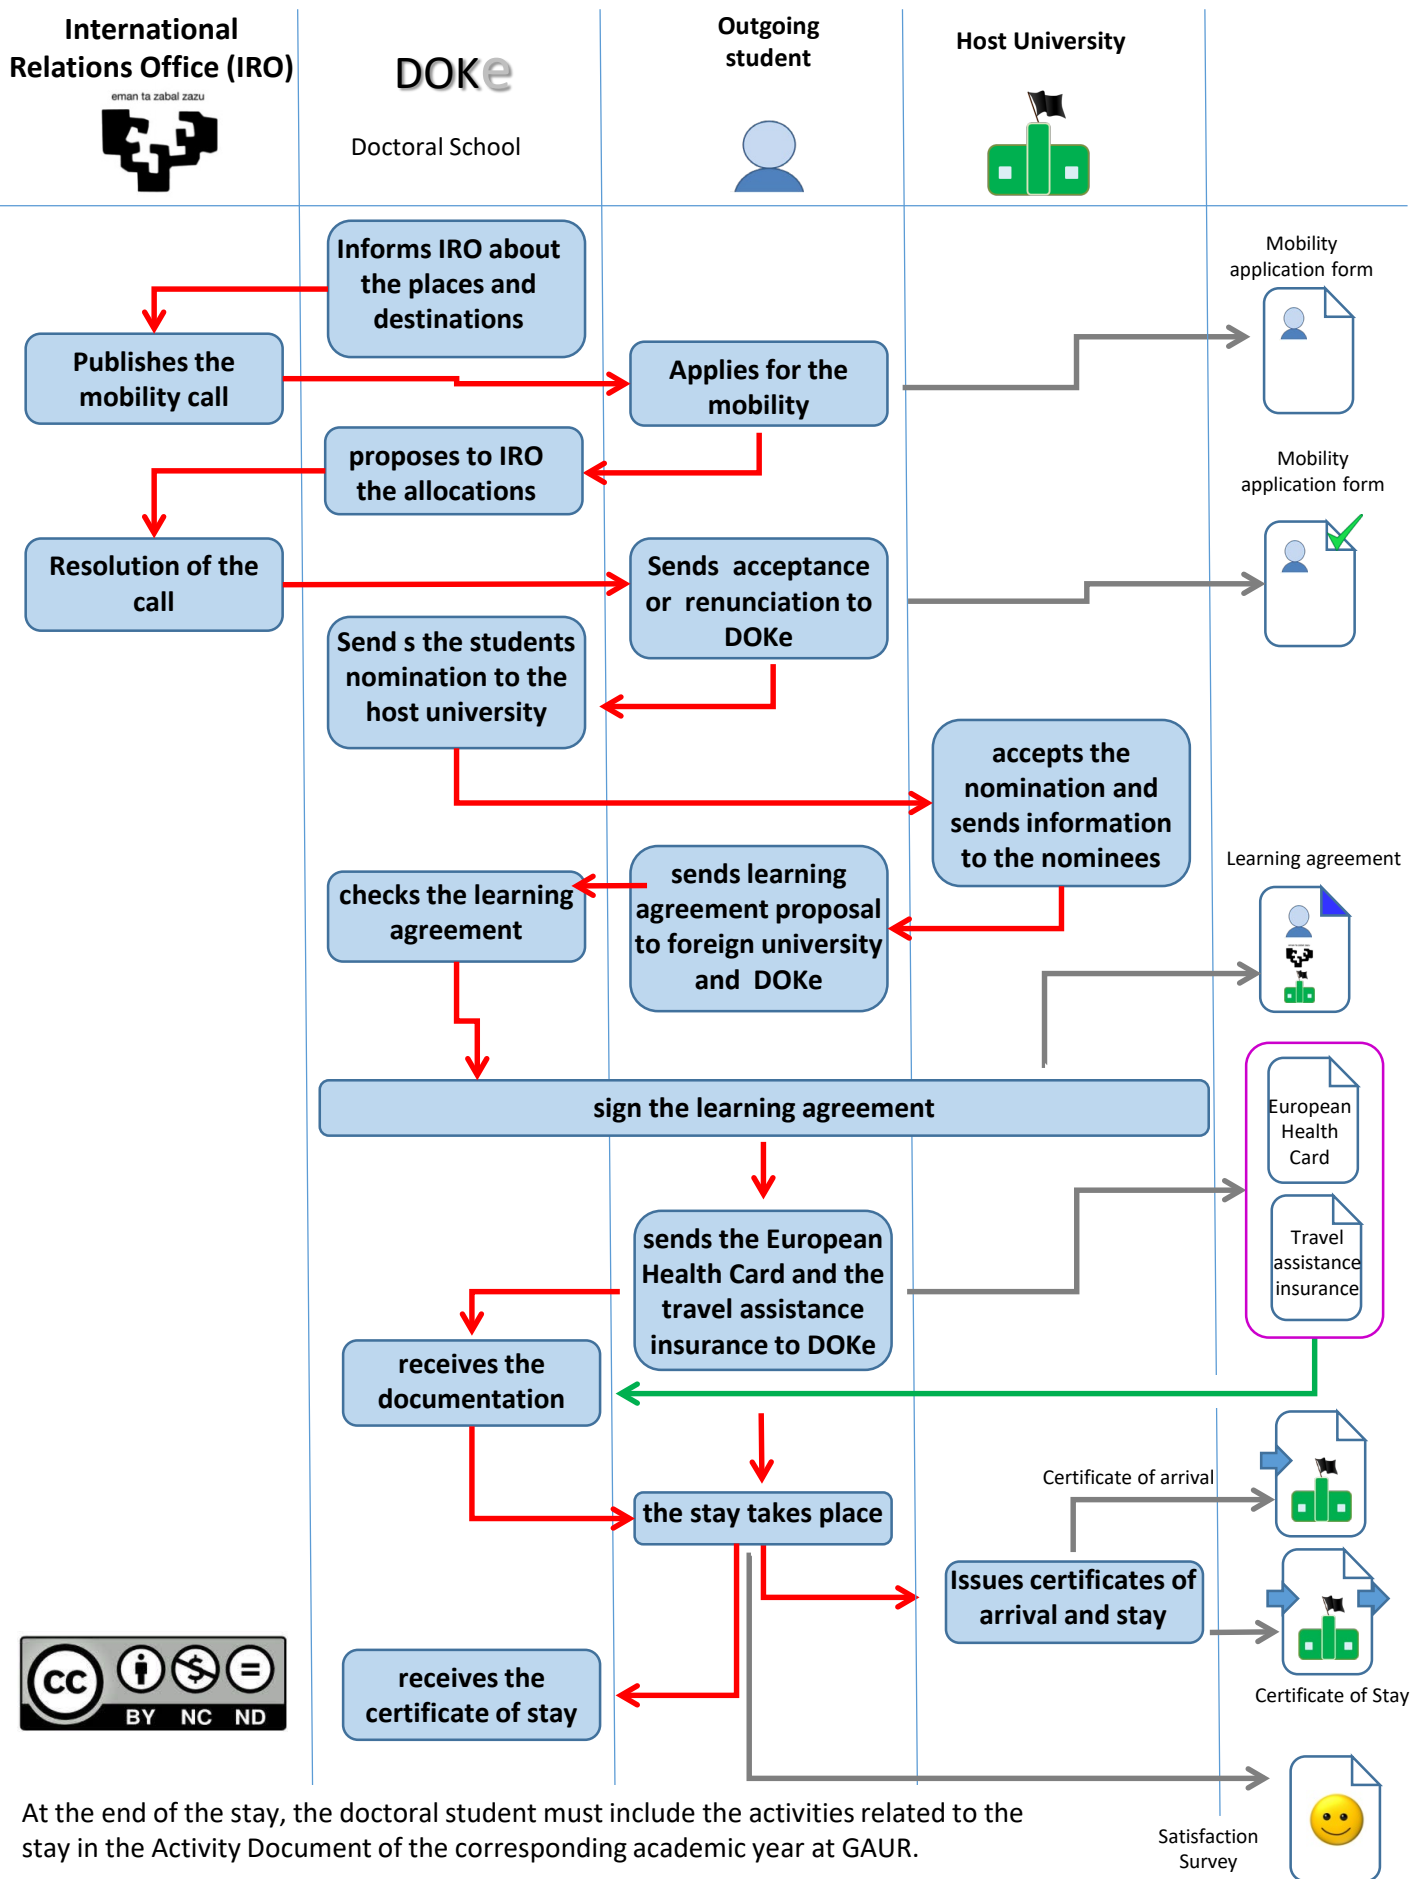 International
Relations Office (IRO)
eman ta zabal zazu
DOKe
Doctoral School
Outgoing
student
Host University
Informs IRO about
the places and
destinations
Mobility
application form
Publishes the
mobility call
Applies for the
mobility
proposes to IRO
the allocations
Mobility
application form
Resolution of the
call
Sends  acceptance
or  renunciation to
DOKe
Send s the students
nomination to the
host university
accepts the
nomination and
sends information
to the nominees
Learning agreement
checks the learning
agreement
sends learning
agreement proposal
to foreign university
and  DOKe
sign the learning agreement
European
Health
Card
Travel
assistance
insurance
sends the European
Health Card and the
travel assistance
insurance to DOKe
receives the
documentation
the stay takes place
Certificate of arrival
Issues certificates of
arrival and stay
Certificate of Stay
receives the
certificate of stay
cc
BY NC ND
At the end of the stay, the doctoral student must include the activities related to the
stay in the Activity Document of the corresponding academic year at GAUR.
Satisfaction
Survey